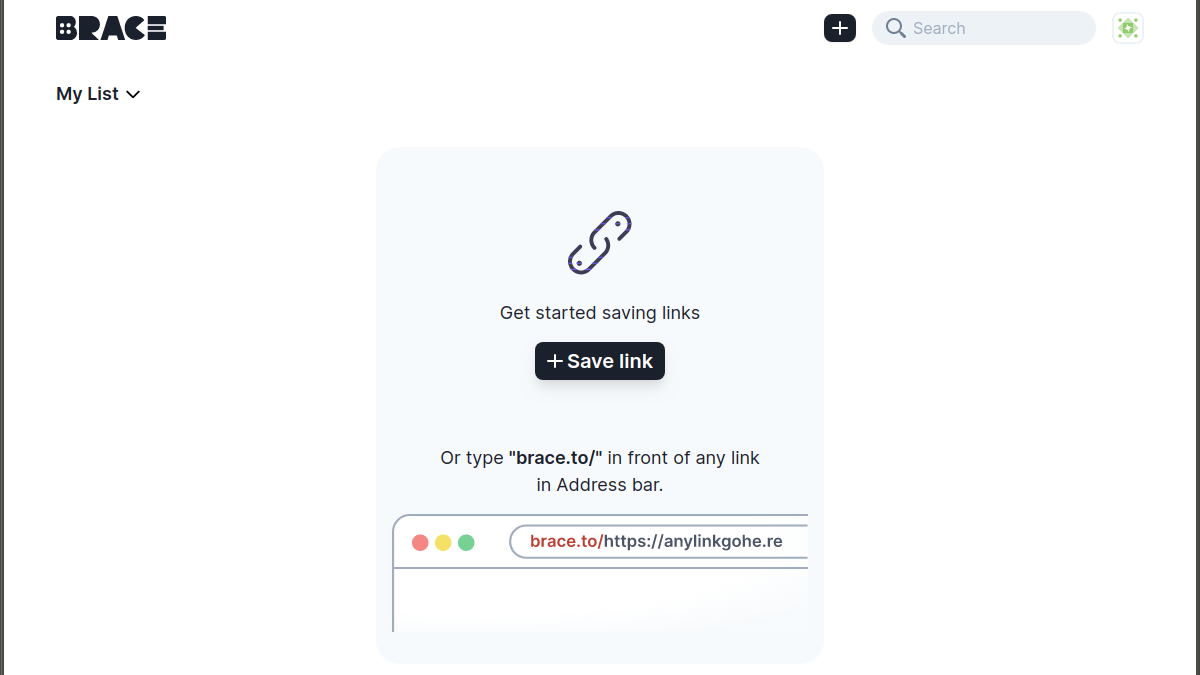 BRACE
Search
My List
Get started saving links
Save link
Or type "brace.to/" in front of any link
in Address bar.
brace.to/https://anylinkgohe.re